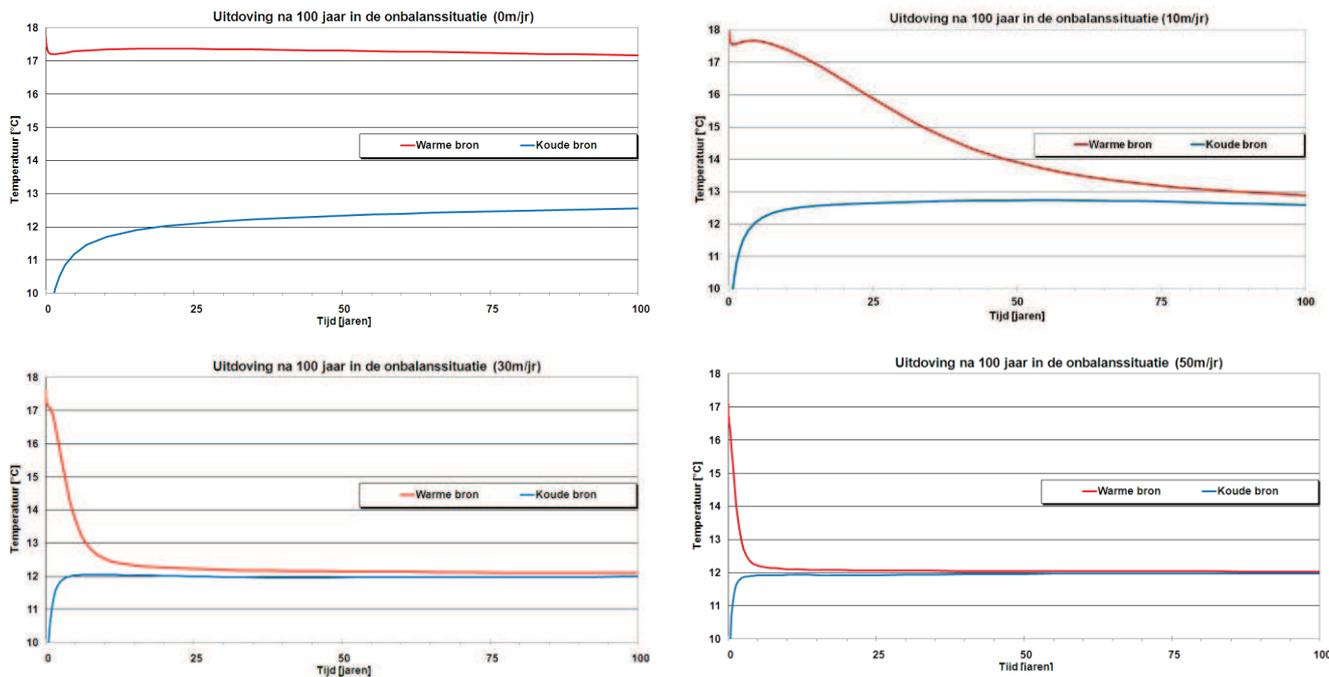 Uitdoving na 100 jaar in de onbalanssituatie (0m/jr)
18
17
16
15
14
13
12
11
10
Temperatuur [°C]
Warme bron Koude bron
0 25 50 75 100
Tijd [jaren]
Uitdoving na 100 jaar in de onbalanssituatie (10m/jr)
18
17
16
15
14
13
12
11
10
Temperatuur [°C]
Warme bron Koude bron
0 25 50 75 100
Tijd [jaren]
Uitdoving na 100 jaar in de onbalanssituatie (30m/jr)
18
17
16
15
14
13
12
11
10
Temperatuur [°C]
Warme bron Koude bron
0 25 50 75 100
Tijd [jaren]
Uitdoving na 100 jaar in de onbalanssituatie (50m/jr)
18
17
16
15
14
13
12
11
10
Temperatuur [°C]
Warme bron Koude bron
0 25 50 75 100
Tijd [jaren]